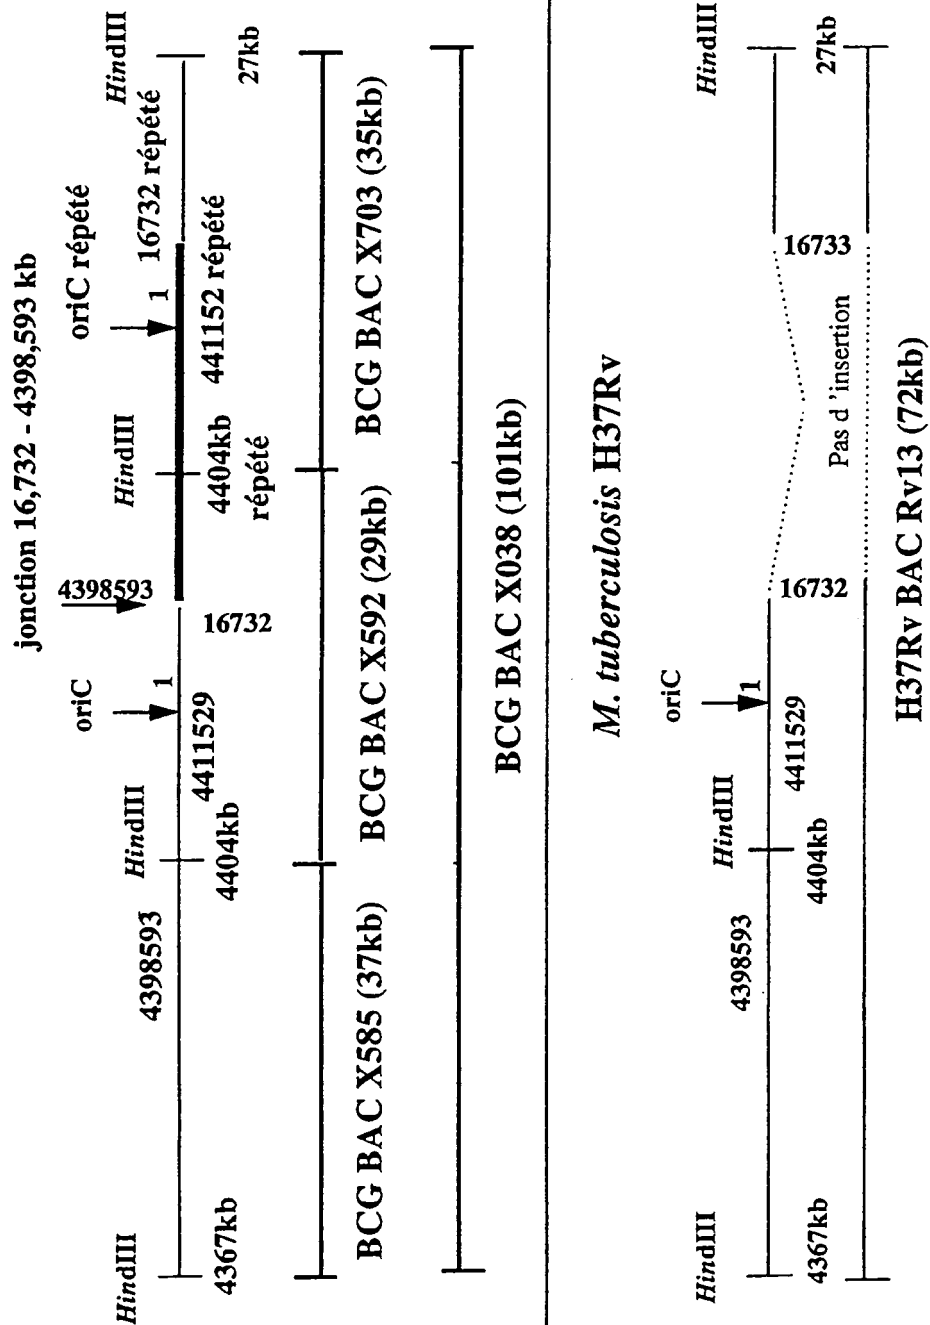 jonction 16,732 - 4398,593 kb
oriC
oriC répété
4398593
HindIII
HindIII
HindIII
HindIII
4398593
1
1
16732 répété
4367kb
4404kb
4411529
16732
4404kb
répété
441152 répété
27kb
BCG BAC X585 (37kb)
BCG BAC X592 (29kb)
BCG BAC X703 (35kb)
BCG BAC X038 (101kb)
M. tuberculosis H37Rv
oriC
HindIII
HindIII
HindIII
4398593
1
4367kb
4404kb
4411529
16732
16733
27kb
Pas d'insertion
H37Rv BAC Rv13 (72kb)